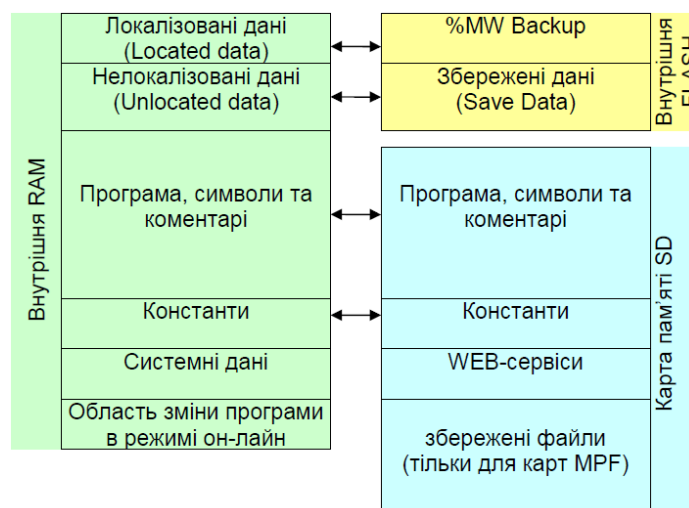 Внутрішня RAM
Локалізовані дані
(Located data)
Нелокалізовані дані
(Unlocated data)
Програма, символи та
коментарі
Константи
Системні дані
Область зміни програми
в режимі он-лайн
%MW Backup
Збережені дані
(Save Data)
Внутрішня
FLASH
Програма, символи та
коментарі
Константи
WEB-сервіси
збережені файли
(тільки для карт MPF)
Карта пам'яті SD